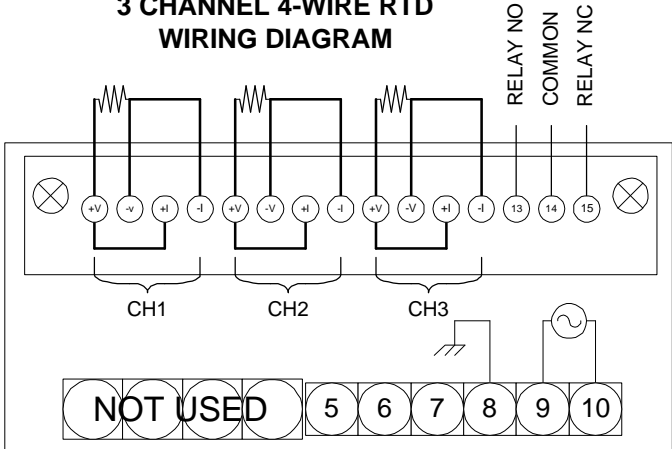 3 CHANNEL 4-WIRE RTD
WIRING DIAGRAM
RELAY NO
COMMON
RELAY NC
+V -v +I -I +V -V +I -I +V -V +I -I 13 14 15
CH1 CH2 CH3
NOT USED 5 6 7 8 9 10